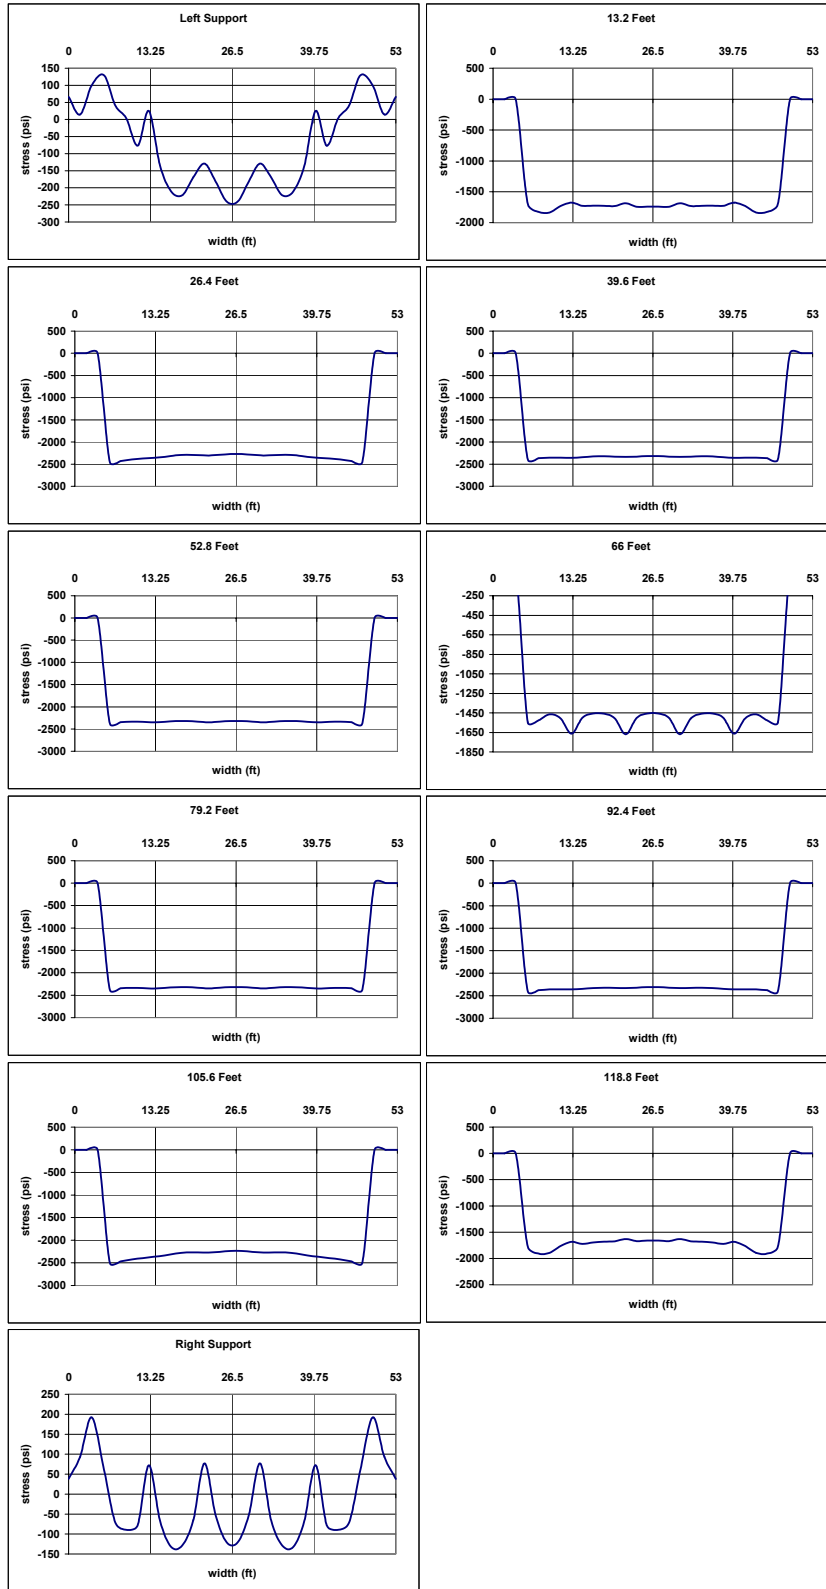 Left Support
0 13.25 26.5 39.75 53
150
100
50
0
-50
-100
-150
-200
-250
-300
stress (psi)
width (ft)
13.2 Feet
0 13.25 26.5 39.75 53
500
0
-500
-1000
-1500
-2000
stress (psi)
width (ft)
26.4 Feet
0 13.25 26.5 39.75 53
500
0
-500
-1000
-1500
-2000
-2500
-3000
stress (psi)
width (ft)
39.6 Feet
0 13.25 26.5 39.75 53
500
0
-500
-1000
-1500
-2000
-2500
-3000
stress (psi)
width (ft)
52.8 Feet
0 13.25 26.5 39.75 53
500
0
-500
-1000
-1500
-2000
-2500
-3000
stress (psi)
width (ft)
66 Feet
0 13.25 26.5 39.75 53
-250
-450
-650
-850
-1050
-1250
-1450
-1650
-1850
stress (psi)
width (ft)
79.2 Feet
0 13.25 26.5 39.75 53
500
0
-500
-1000
-1500
-2000
-2500
-3000
stress (psi)
width (ft)
92.4 Feet
0 13.25 26.5 39.75 53
500
0
-500
-1000
-1500
-2000
-2500
-3000
stress (psi)
width (ft)
105.6 Feet
0 13.25 26.5 39.75 53
500
0
-500
-1000
-1500
-2000
-2500
-3000
stress (psi)
width (ft)
118.8 Feet
0 13.25 26.5 39.75 53
500
0
-500
-1000
-1500
-2000
-2500
stress (psi)
width (ft)
Right Support
0 13.25 26.5 39.75 53
250
200
150
100
50
0
-50
-100
-150
stress (psi)
width (ft)